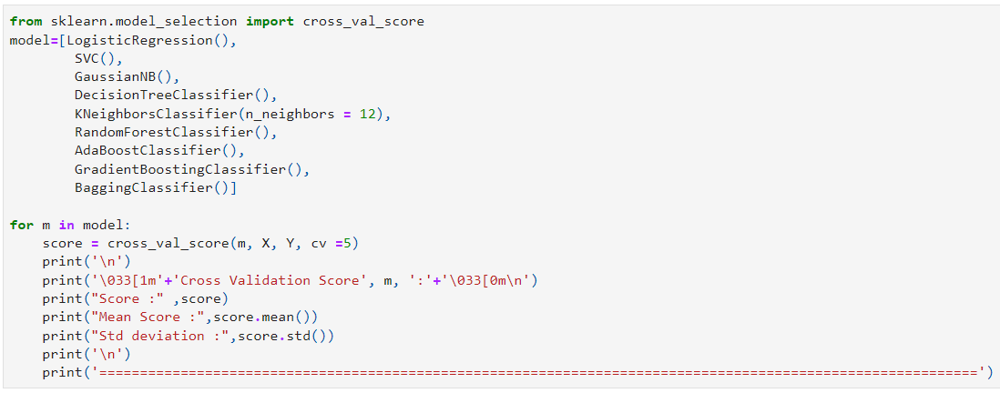 from sklearn.model_selection import cross_val_score
model=[LogisticRegression(),
        SVC(),
        GaussianNB(),
        DecisionTreeClassifier(),
        KNeighborsClassifier(n_neighbors = 12),
        RandomForestClassifier(),
        AdaBoostClassifier(),
        GradientBoostingClassifier(),
        BaggingClassifier()]

for m in model:
    score = cross_val_score(m, X, Y, cv =5)
    print('\n')
    print('\033[1m'+'Cross Validation Score', m, ':'+'\033[0m\n')
    print("Score :" ,score)
    print("Mean Score :",score.mean())
    print("Std deviation :",score.std())
    print('\n')
    print('============================================================================================================')